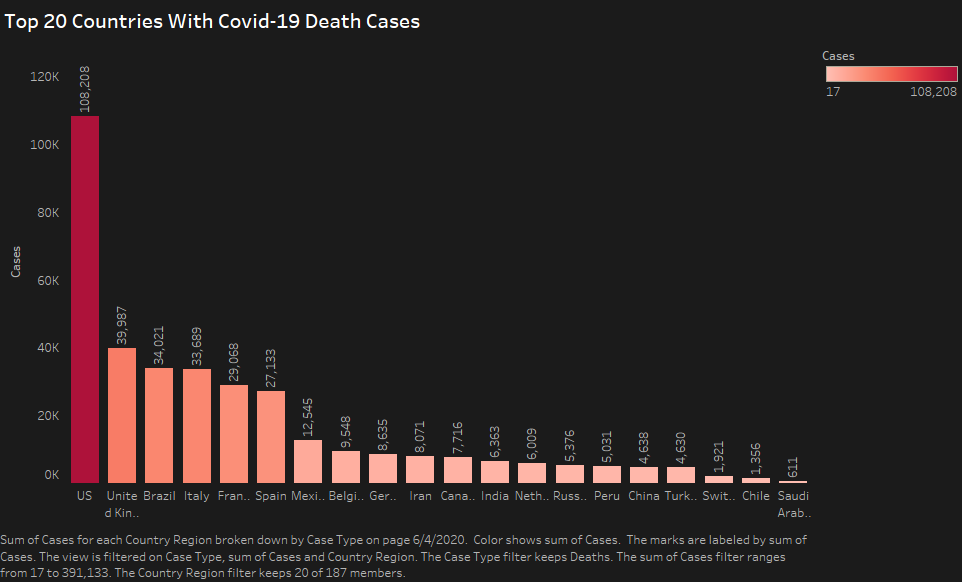 Top 20 Countries With Covid-19 Death Cases
Cases
17 108,208
Cases
120K
100K
80K
60K
40K
20K
0K
108,208
39,987
34,021
33,689
29,068
27,133
12,545
9,548
8,635
8,071
7,716
6,363
6,009
5,376
5,031
4,638
4,630
1,921
1,356
611
US Unite Brazil Italy Fran.. Spain Mexi.. Belgi.. Ger.. Iran Cana.. India Neth.. Russ.. Peru China Turk.. Swit.. Chile Saudi
d Kin.. Arab..
Sum of Cases for each Country Region broken down by Case Type on page 6/4/2020. Color shows sum of Cases. The marks are labeled by sum of
Cases. The view is filtered on Case Type, sum of Cases and Country Region. The Case Type filter keeps Deaths. The sum of Cases filter ranges
from 17 to 391,133. The Country Region filter keeps 20 of 187 members.